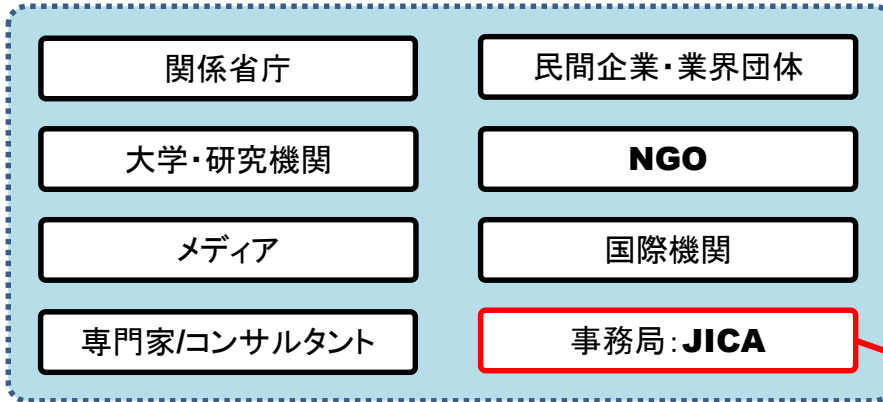 関係省庁
民間企業・業界団体
大学・研究機関
NGO
メディア
国際機関
専門家/コンサルタント
事務局：JICA